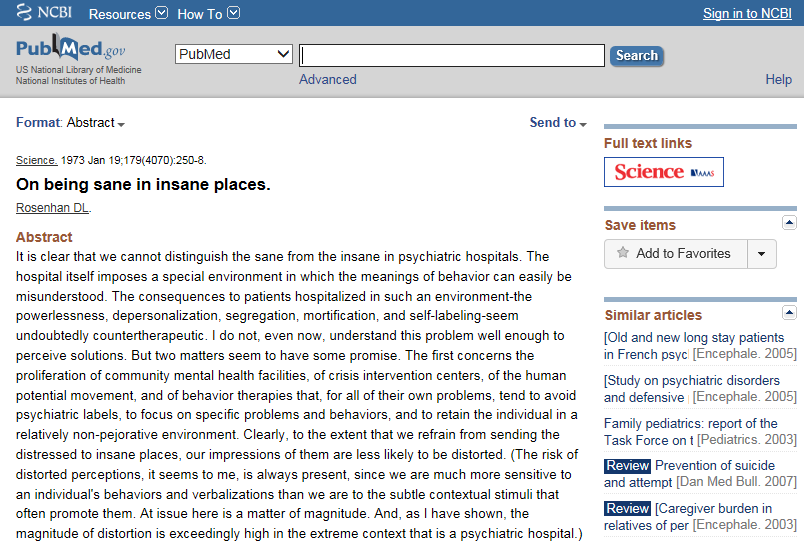 NCBI Resources How To Sign in to NCBI
PubMed.gov
US National Library of Medicine
National Institutes of Health
PubMed
Search
Advanced
Help
Format: Abstract
Send to
Science. 1973 Jan 19;179(4070):250-8.
On being sane in insane places.
Rosenhan DL.
Abstract
It is clear that we cannot distinguish the sane from the insane in psychiatric hospitals. The
hospital itself imposes a special environment in which the meanings of behavior can easily be
misunderstood. The consequences to patients hospitalized in such an environment-the
powerlessness, depersonalization, segregation, mortification, and self-labeling-seem
undoubtedly countertherapeutic. I do not, even now, understand this problem well enough to
perceive solutions. But two matters seem to have some promise. The first concerns the
proliferation of community mental health facilities, of crisis intervention centers, of the human
potential movement, and of behavior therapies that, for all of their own problems, tend to avoid
psychiatric labels, to focus on specific problems and behaviors, and to retain the individual in a
relatively non-pejorative environment. Clearly, to the extent that we refrain from sending the
distressed to insane places, our impressions of them are less likely to be distorted. (The risk of
distorted perceptions, it seems to me, is always present, since we are much more sensitive to
an individual's behaviors and verbalizations than we are to the subtle contextual stimuli that
often promote them. At issue here is a matter of magnitude. And, as I have shown, the
magnitude of distortion is exceedingly high in the extreme context that is a psychiatric hospital.)
Full text links
Science AAAS
Save items
Add to Favorites
Similar articles
[Old and new long stay patients
in French psyc [Encephale. 2005]
[Study on psychiatric disorders
and defensive [Encephale. 2005]
Family pediatrics: report of the
Task Force on t [Pediatrics. 2003]
Review Prevention of suicide
and attempt [Dan Med Bull. 2007]
Review [Caregiver burden in
relatives of per [Encephale. 2003]